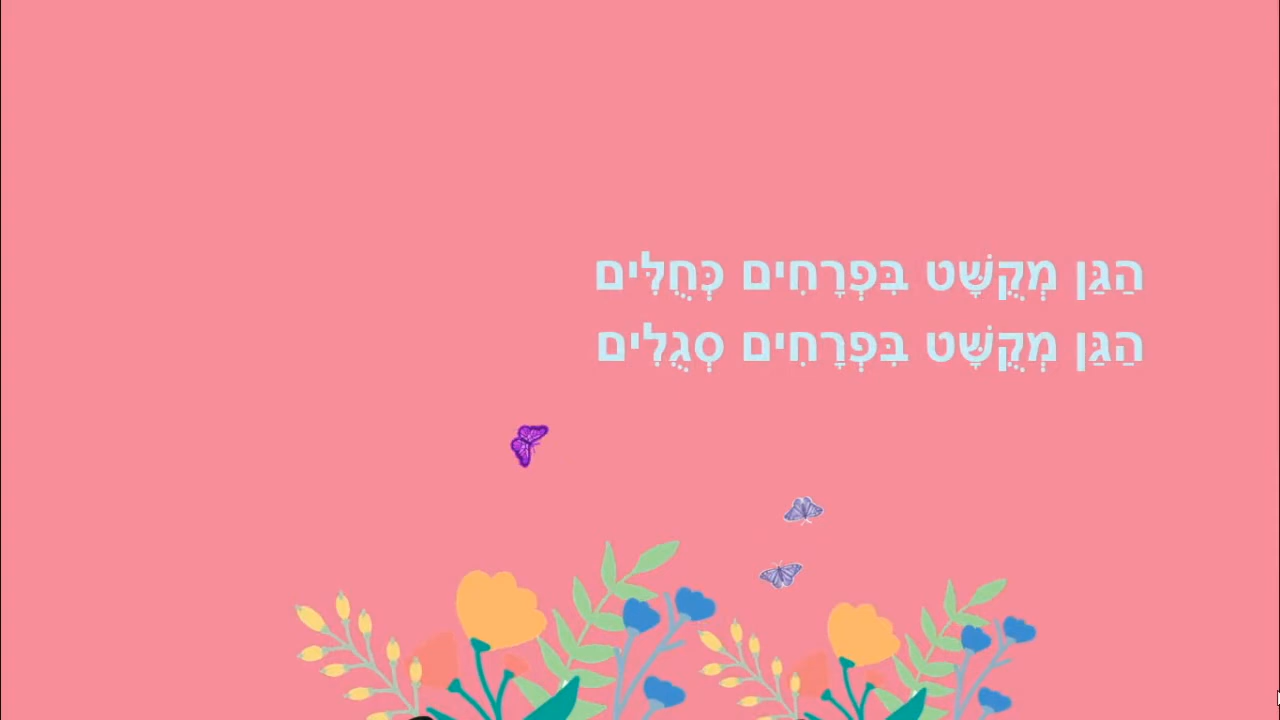 הַגַּן מְקֻשָּׁט בִּפְרָחִים כְּחֻלִּים
הַגַּן מְקֻשָּׁט בִּפְרָחִים סְגֻלִּים